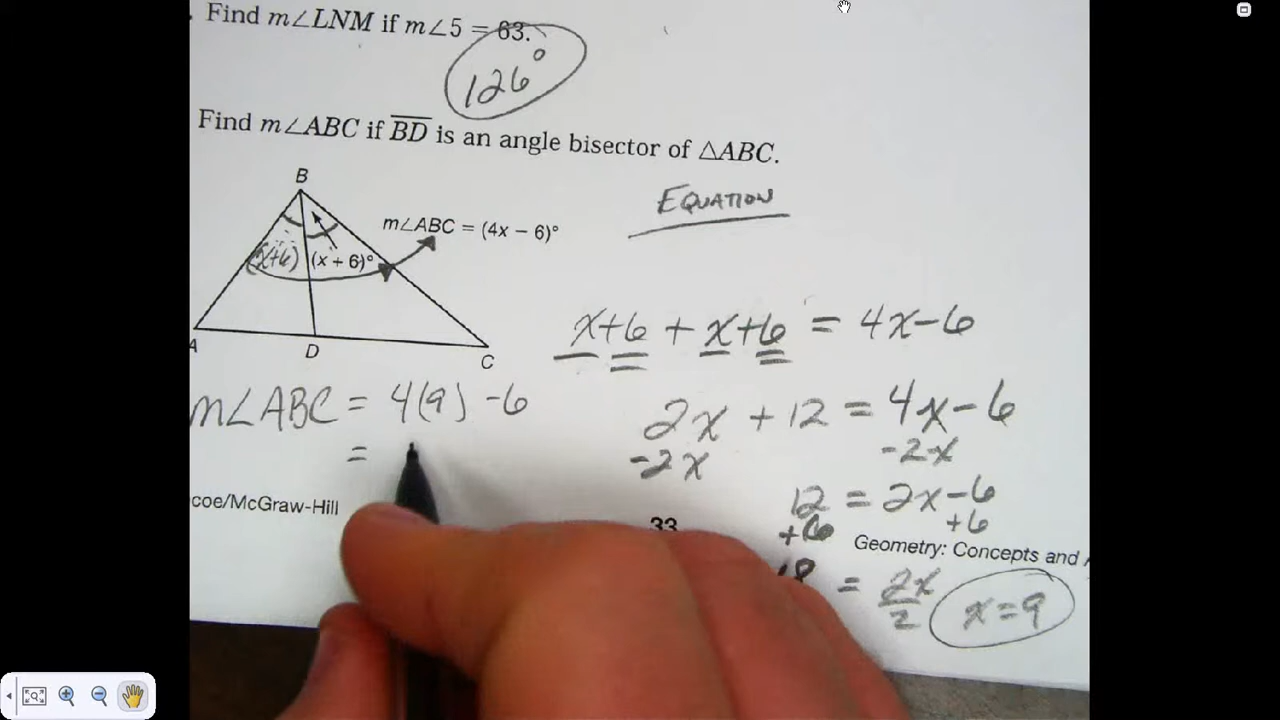 Find m∠LNM if m∠5 = 63.
126°
Find m∠ABC if BD is an angle bisector of △ABC.
EQUATION
B
m∠ABC = (4x − 6)°
(x+6) (x + 6)°
A
D
C
x+6 + x+6 = 4x−6
m∠ABC = 4(9) −6
2x + 12 = 4x−6
−2x −2x
=
12 = 2x−6
+6 +6
coe/McGraw-Hill
33
Geometry: Concepts and
18 = 2x
2
x = 9